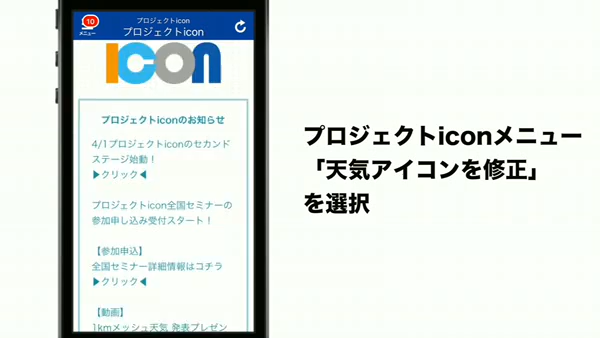 10
メニュー
プロジェクトicon
プロジェクトicon
icon
プロジェクトiconのお知らせ
4/1プロジェクトiconのセカンド
ステージ始動！
▶クリック◀
プロジェクトicon全国セミナーの
参加申し込み受付スタート！
【参加申込】
全国セミナー詳細情報はコチラ
▶クリック◀
【動画】
1kmメッシュ天気 発表プレゼン
プロジェクトiconメニュー
「天気アイコンを修正」
を選択